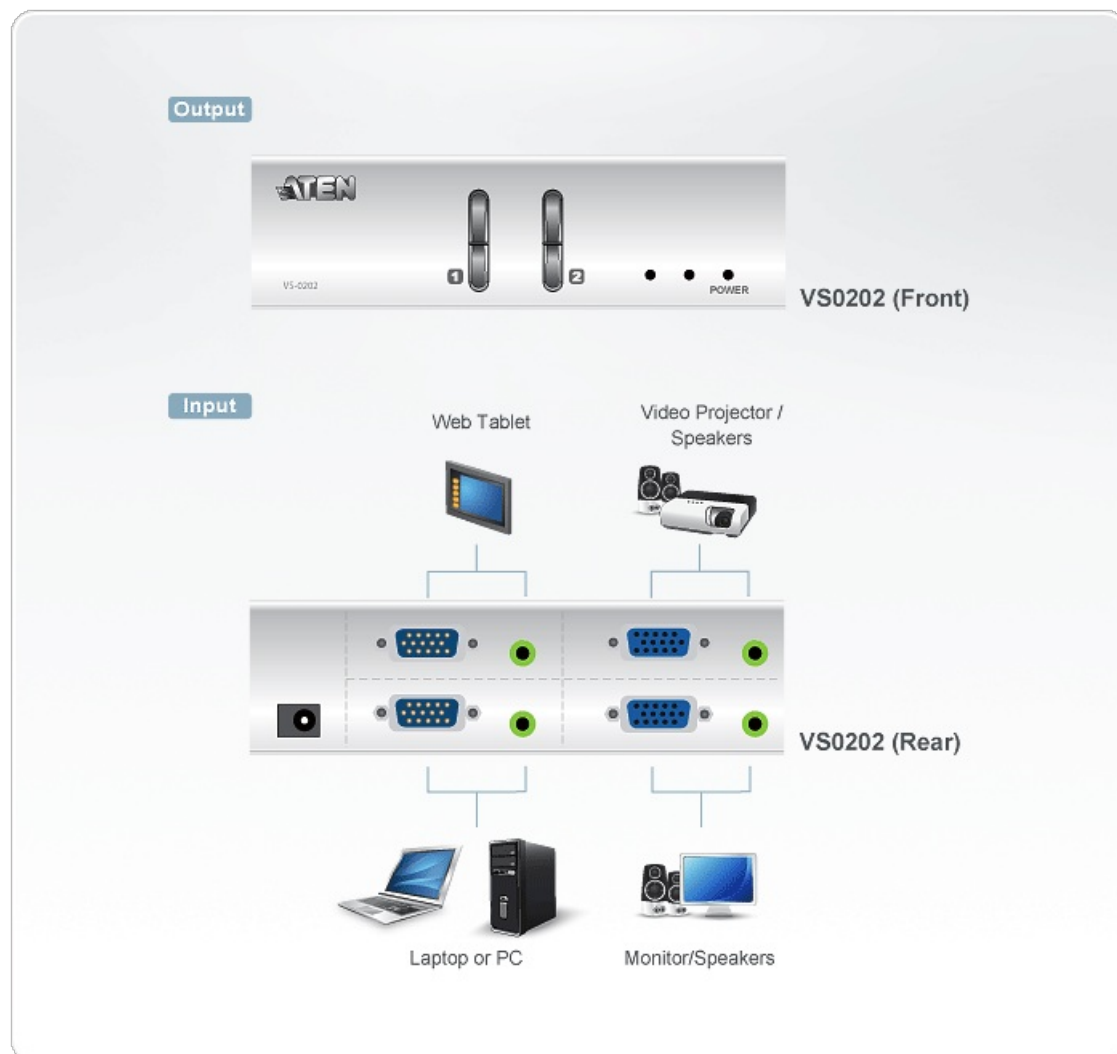 Output
ATEN
1
2
VS-0202
POWER
VS0202 (Front)
Input
Web Tablet
Video Projector /
Speakers
VS0202 (Rear)
Laptop or PC
Monitor/Speakers